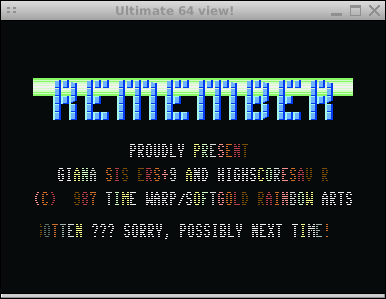 Ultimate 64 view!
REMEMBER
PROUDLY PRESENT
GIANA SIS ERS+9 AND HIGHSCORESAV R
(C) 987 TIME WARP/SOFTGOLD RAINBOW ARTS
OTTEN ??? SORRY, POSSIBLY NEXT TIME!